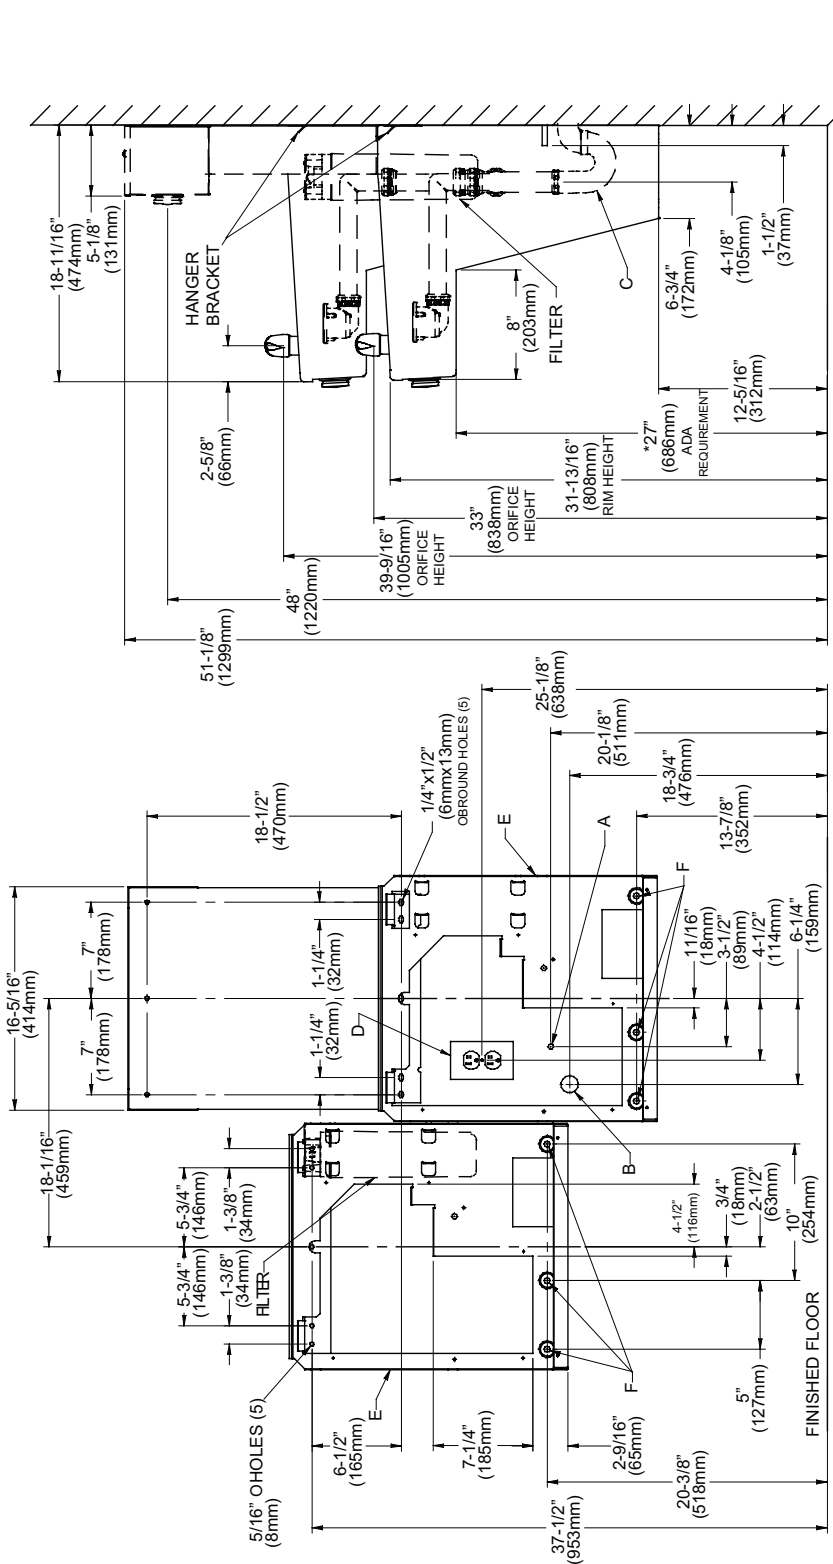 18-11/16”
(474mm)
5-1/8”
(131mm)
HANGER
BRACKET
2-5/8”
(66mm)
8”
(203mm)
FILTER
C
6-3/4”
(172mm)
4-1/8”
(105mm)
1-1/2”
(37mm)
12-5/16”
(312mm)
*27”
(686mm)
ADA
REQUIREMENT
31-13/16”
(808mm)
RIM HEIGHT
33”
(838mm)
ORIFICE
HEIGHT
39-9/16”
(1005mm)
ORIFICE
HEIGHT
48”
(1220mm)
51-1/8”
(1299mm)
16-5/16”
(414mm)
7”
(178mm)
7”
(178mm)
18-1/16”
(459mm)
18-1/2”
(470mm)
1/4”x1/2”
(6mmx13mm)
OBROUND HOLES (5)
1-1/4”
(32mm)
1-1/4”
(32mm)
D
E
A
B
F
25-1/8”
(638mm)
20-1/8”
(511mm)
18-3/4”
(476mm)
13-7/8”
(352mm)
11/16”
(18mm)
3-1/2”
(89mm)
4-1/2”
(114mm)
6-1/4”
(159mm)
5-3/4”
(146mm)
1-3/8”
(34mm)
5-3/4”
(146mm)
1-3/8”
(34mm)
FILTER
5/16” OHOLES (5)
(8mm)
E
6-1/2”
(165mm)
7-1/4”
(185mm)
2-9/16”
(65mm)
F
4-1/2”
(116mm)
3/4”
(18mm)
2-1/2”
(63mm)
10”
(254mm)
5”
(127mm)
20-3/8”
(518mm)
37-1/2”
(953mm)
FINISHED FLOOR